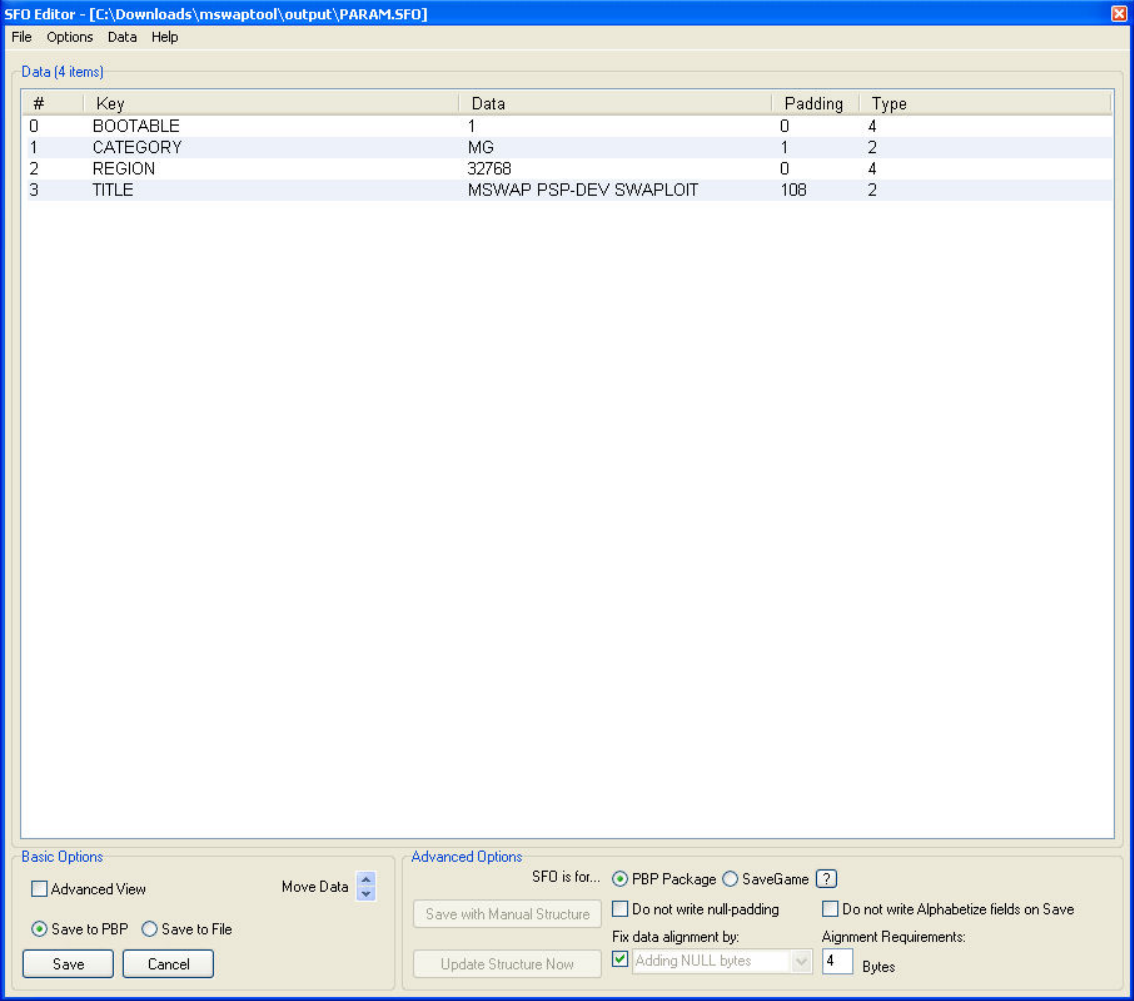 SFO Editor - [C:\Downloads\mswaptool\output\PARAM.SFO]
File Options Data Help
Data (4 items)
# Key Data Padding Type
0 BOOTABLE 1 0 4
1 CATEGORY MG 1 2
2 REGION 32768 0 4
3 TITLE MSWAP PSP-DEV SWAPLOIT 108 2
Basic Options
Advanced View Move Data
Save to PBP Save to File
Save Cancel
Advanced Options
SFO is for... PBP Package SaveGame ?
Save with Manual Structure Do not write null-padding Do not write Alphabetize fields on Save
Fix data alignment by: Aignment Requirements:
Update Structure Now Adding NULL bytes 4 Bytes